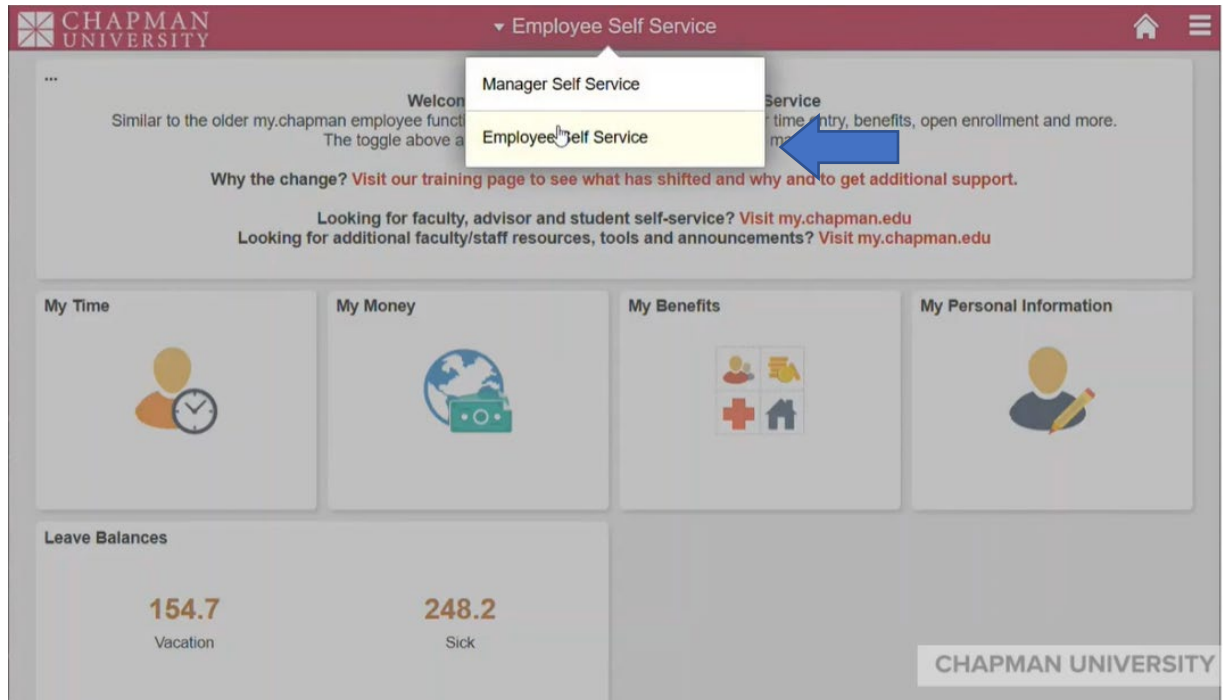 CHAPMAN
UNIVERSITY
Employee Self Service
Manager Self Service
Employee Self Service
...
Welcon Service
Similar to the older my.chapman employee functi time entry, benefits, open enrollment and more.
The toggle above a
Why the change? Visit our training page to see what has shifted and why and to get additional support.
Looking for faculty, advisor and student self-service? Visit my.chapman.edu
Looking for additional faculty/staff resources, tools and announcements? Visit my.chapman.edu
My Time
My Money
My Benefits
My Personal Information
Leave Balances
154.7
Vacation
248.2
Sick
CHAPMAN UNIVERSITY